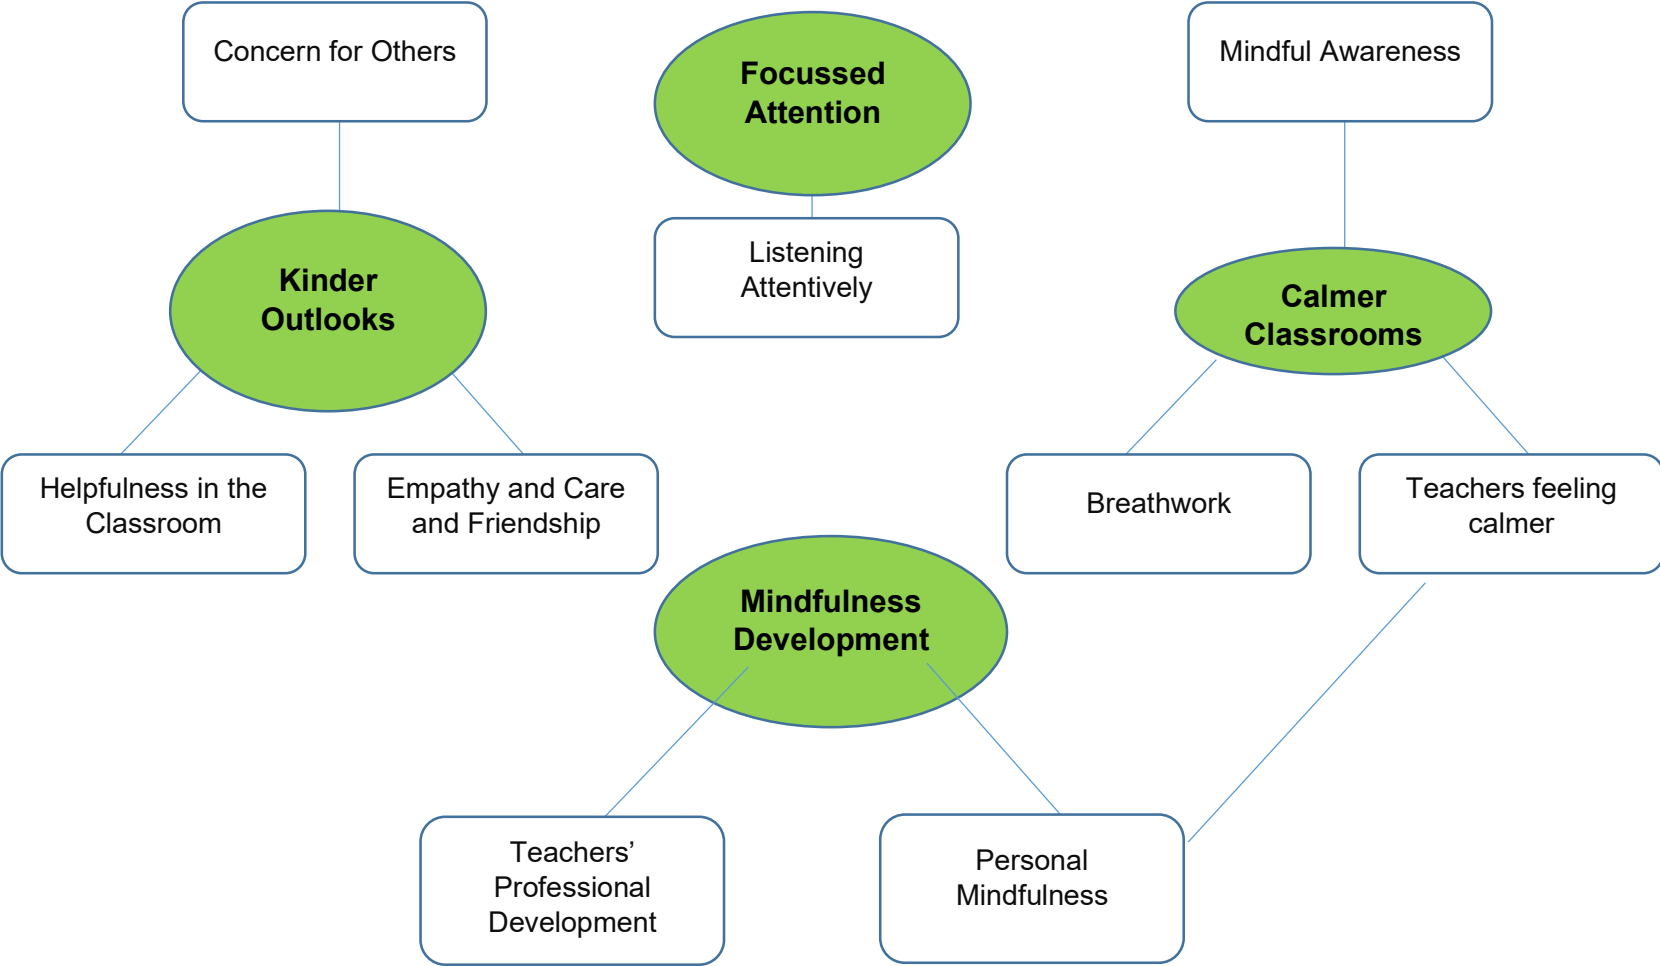 Concern for Others
Focussed
Attention
Mindful Awareness
Listening
Attentively
Kinder
Outlooks
Calmer
Classrooms
Helpfulness in the
Classroom
Empathy and Care
and Friendship
Breathwork
Teachers feeling
calmer
Mindfulness
Development
Teachers’
Professional
Development
Personal
Mindfulness